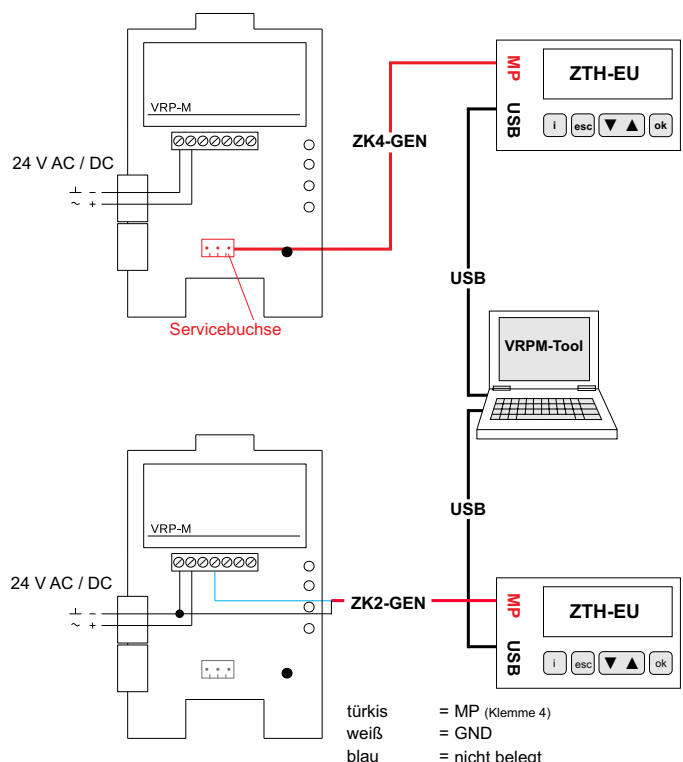 VRP-M
24 V AC / DC
⊥ -
~ +
Servicebuchse
ZK4-GEN
MP
USB
ZTH-EU
i esc ▼ ▲ ok
USB
VRPM-Tool
USB
VRP-M
24 V AC / DC
⊥ -
~ +
ZK2-GEN
MP
USB
ZTH-EU
i esc ▼ ▲ ok
türkis = MP (Klemme 4)
weiß = GND
blau = nicht belegt